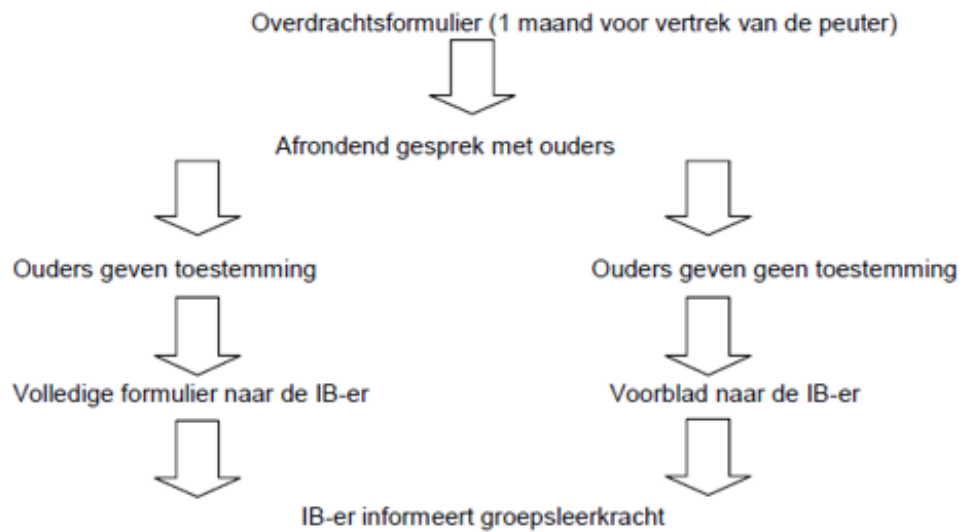 Overdrachtsformulier (1 maand voor vertrek van de peuter)
Afrondend gesprek met ouders
Ouders geven toestemming
Ouders geven geen toestemming
Volledige formulier naar de IB-er
Voorblad naar de IB-er
IB-er informeert groepsleerkracht